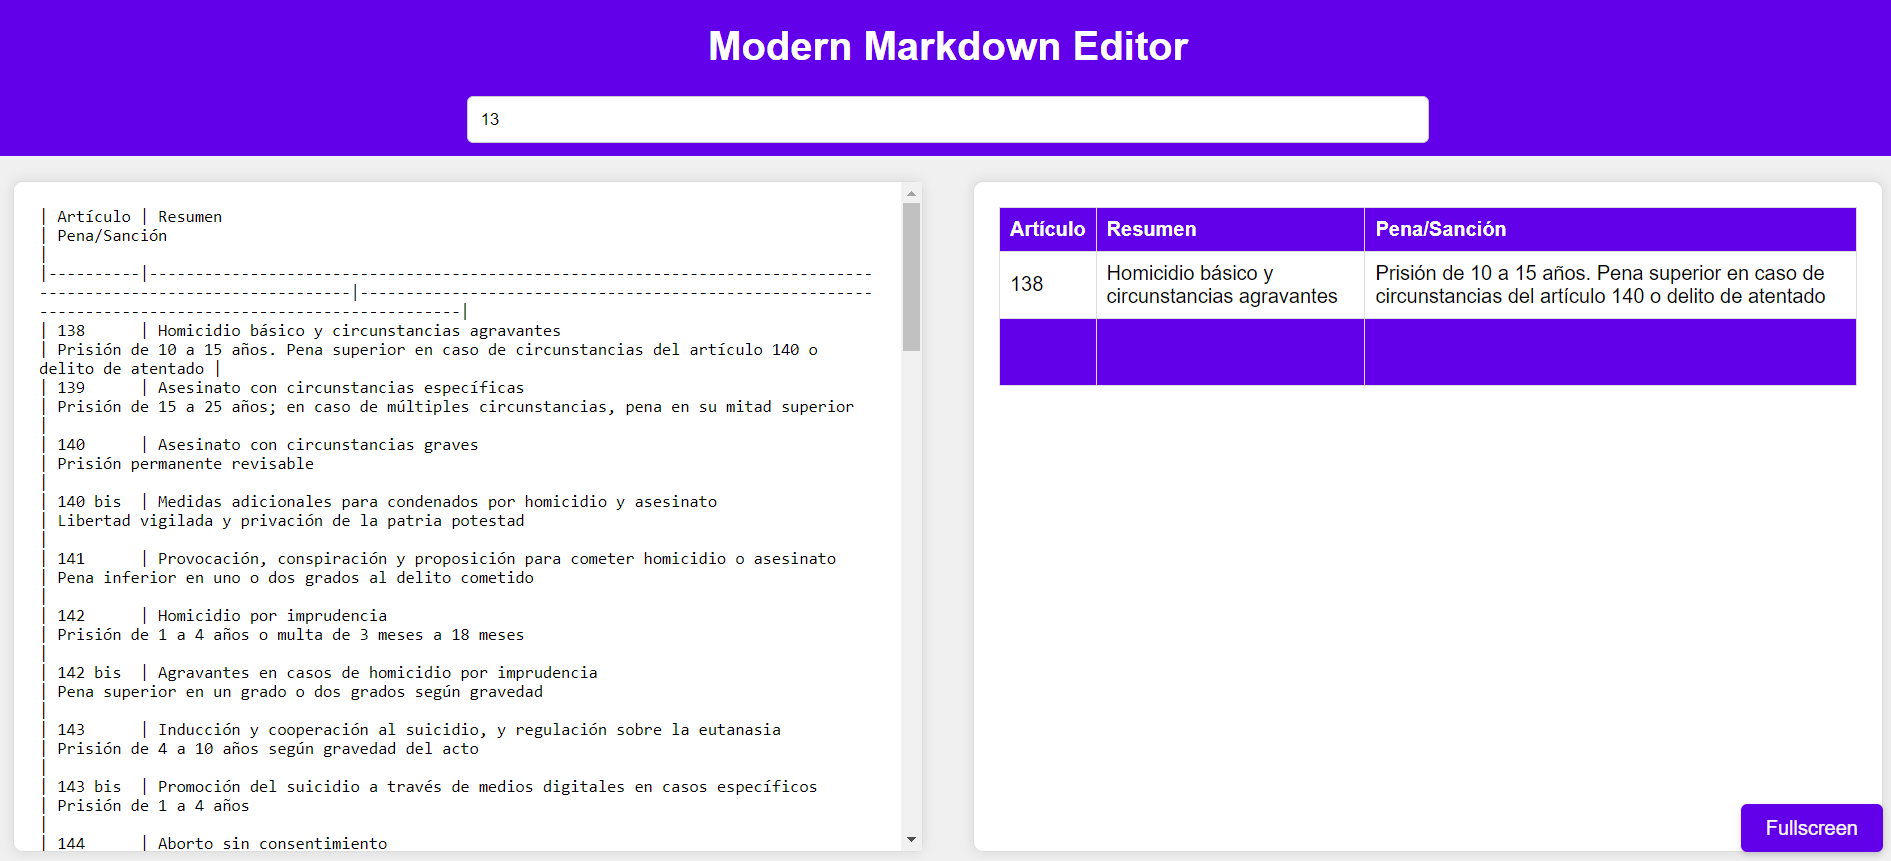 Modern Markdown Editor
13
| Artículo | Resumen
| Pena/Sanción
|
|----------|-------------------------------------------------------------------------------
----------------------------------|--------------------------------------------------------
----------------------------------------------|
| 138      | Homicidio básico y circunstancias agravantes
| Prisión de 10 a 15 años. Pena superior en caso de circunstancias del artículo 140 o
delito de atentado |
| 139      | Asesinato con circunstancias específicas
| Prisión de 15 a 25 años; en caso de múltiples circunstancias, pena en su mitad superior
|
| 140      | Asesinato con circunstancias graves
| Prisión permanente revisable
|
| 140 bis  | Medidas adicionales para condenados por homicidio y asesinato
| Libertad vigilada y privación de la patria potestad
|
| 141      | Provocación, conspiración y proposición para cometer homicidio o asesinato
| Pena inferior en uno o dos grados al delito cometido
|
| 142      | Homicidio por imprudencia
| Prisión de 1 a 4 años o multa de 3 meses a 18 meses
|
| 142 bis  | Agravantes en casos de homicidio por imprudencia
| Pena superior en un grado o dos grados según gravedad
|
| 143      | Inducción y cooperación al suicidio, y regulación sobre la eutanasia
| Prisión de 4 a 10 años según gravedad del acto
|
| 143 bis  | Promoción del suicidio a través de medios digitales en casos específicos
| Prisión de 1 a 4 años
|
| 144      | Aborto sin consentimiento
Artículo Resumen Pena/Sanción
138 Homicidio básico y circunstancias agravantes Prisión de 10 a 15 años. Pena superior en caso de circunstancias del artículo 140 o delito de atentado
Fullscreen